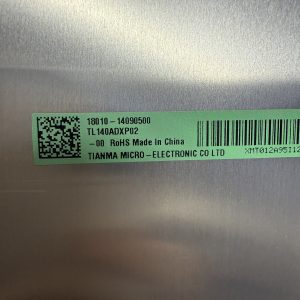 18010-14090500
TL140ADXP02
-00 RoHS Made in China
TIANMA MICRO-ELECTRONIC CO LTD